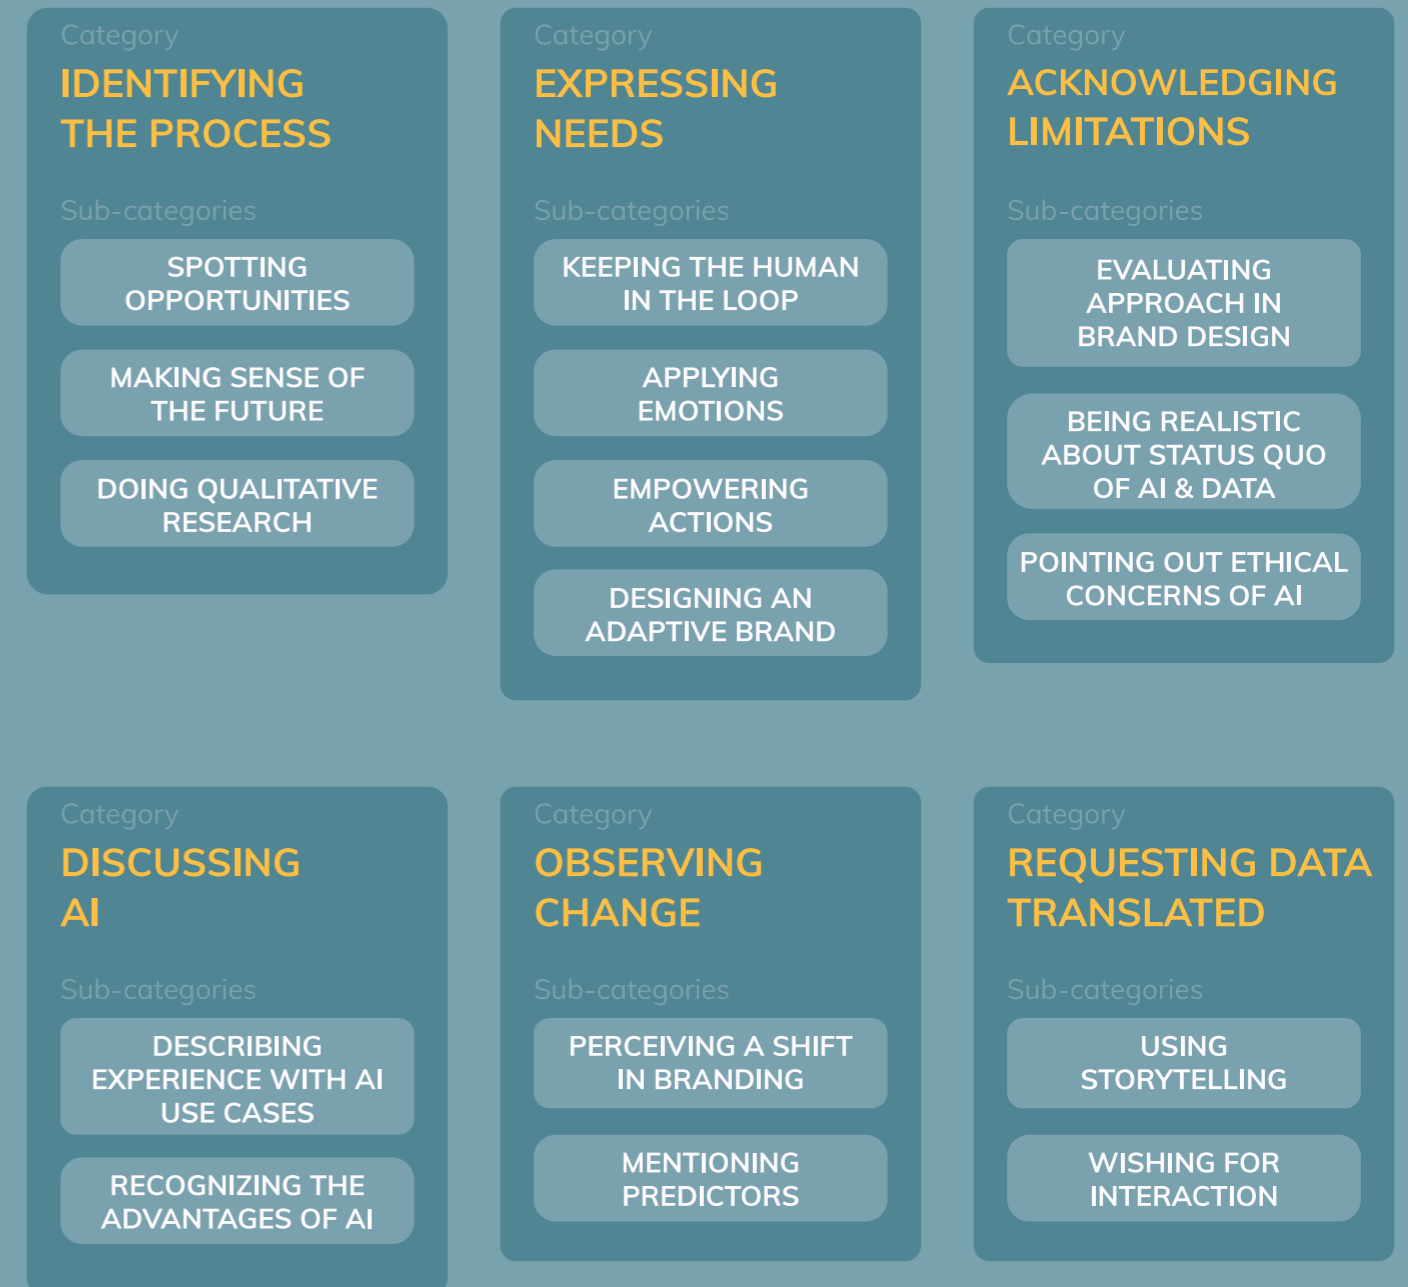 Category
IDENTIFYING
THE PROCESS
Sub-categories
SPOTTING
OPPORTUNITIES
MAKING SENSE OF
THE FUTURE
DOING QUALITATIVE
RESEARCH
Category
EXPRESSING
NEEDS
Sub-categories
KEEPING THE HUMAN
IN THE LOOP
APPLYING
EMOTIONS
EMPOWERING
ACTIONS
DESIGNING AN
ADAPTIVE BRAND
Category
ACKNOWLEDGING
LIMITATIONS
Sub-categories
EVALUATING
APPROACH IN
BRAND DESIGN
BEING REALISTIC
ABOUT STATUS QUO
OF AI & DATA
POINTING OUT ETHICAL
CONCERNS OF AI
Category
DISCUSSING
AI
Sub-categories
DESCRIBING
EXPERIENCE WITH AI
USE CASES
RECOGNIZING THE
ADVANTAGES OF AI
Category
OBSERVING
CHANGE
Sub-categories
PERCEIVING A SHIFT
IN BRANDING
MENTIONING
PREDICTORS
Category
REQUESTING DATA
TRANSLATED
Sub-categories
USING
STORYTELLING
WISHING FOR
INTERACTION